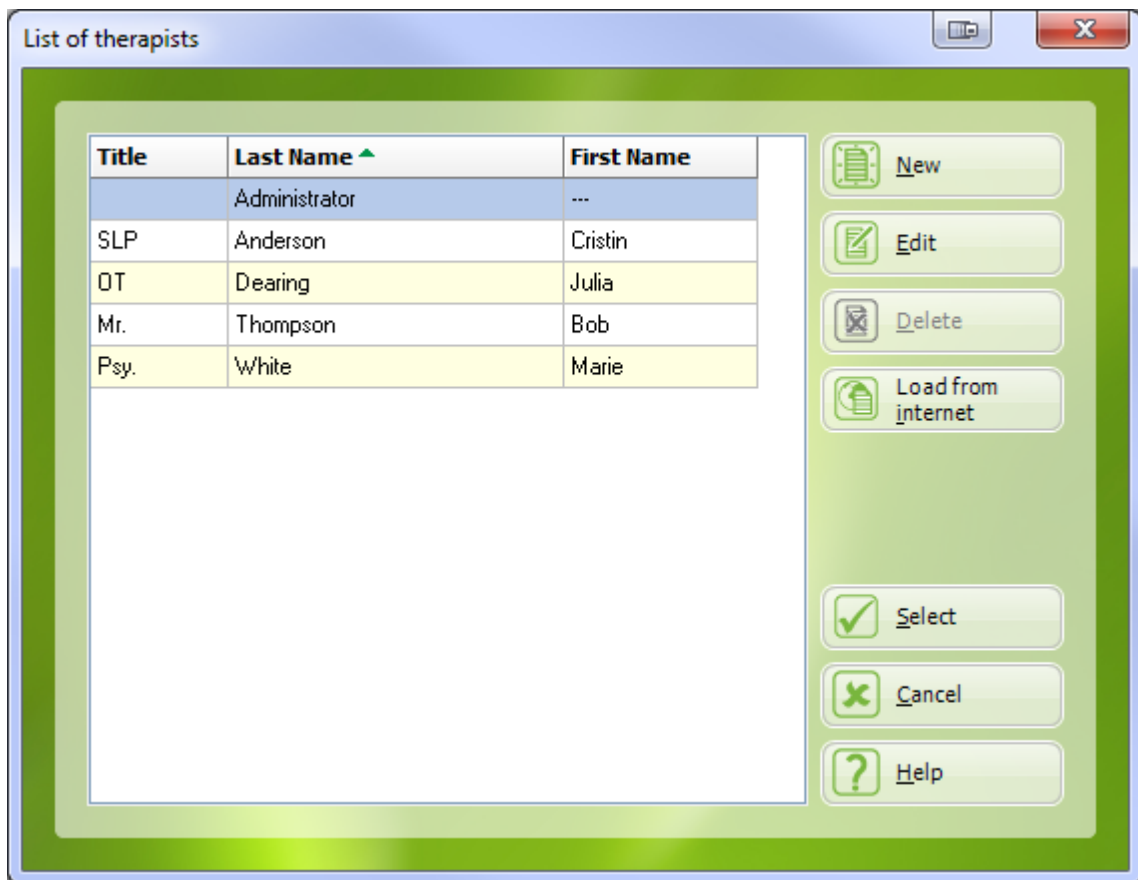 List of therapists
Title Last Name First Name
Administrator ---
SLP Anderson Cristin
OT Dearing Julia
Mr. Thompson Bob
Psy. White Marie
New
Edit
Delete
Load from
internet
Select
Cancel
Help